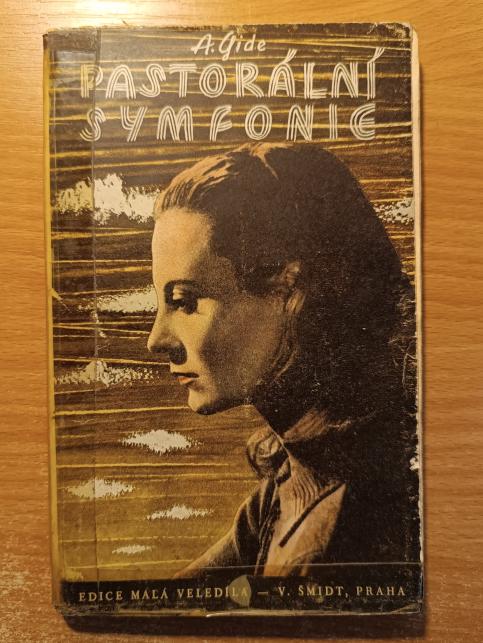 A. Gide
PASTORÁLNÍ
SYMFONIE
EDICE MALÁ VELEDÍLA — V. ŠMIDT, PRAHA